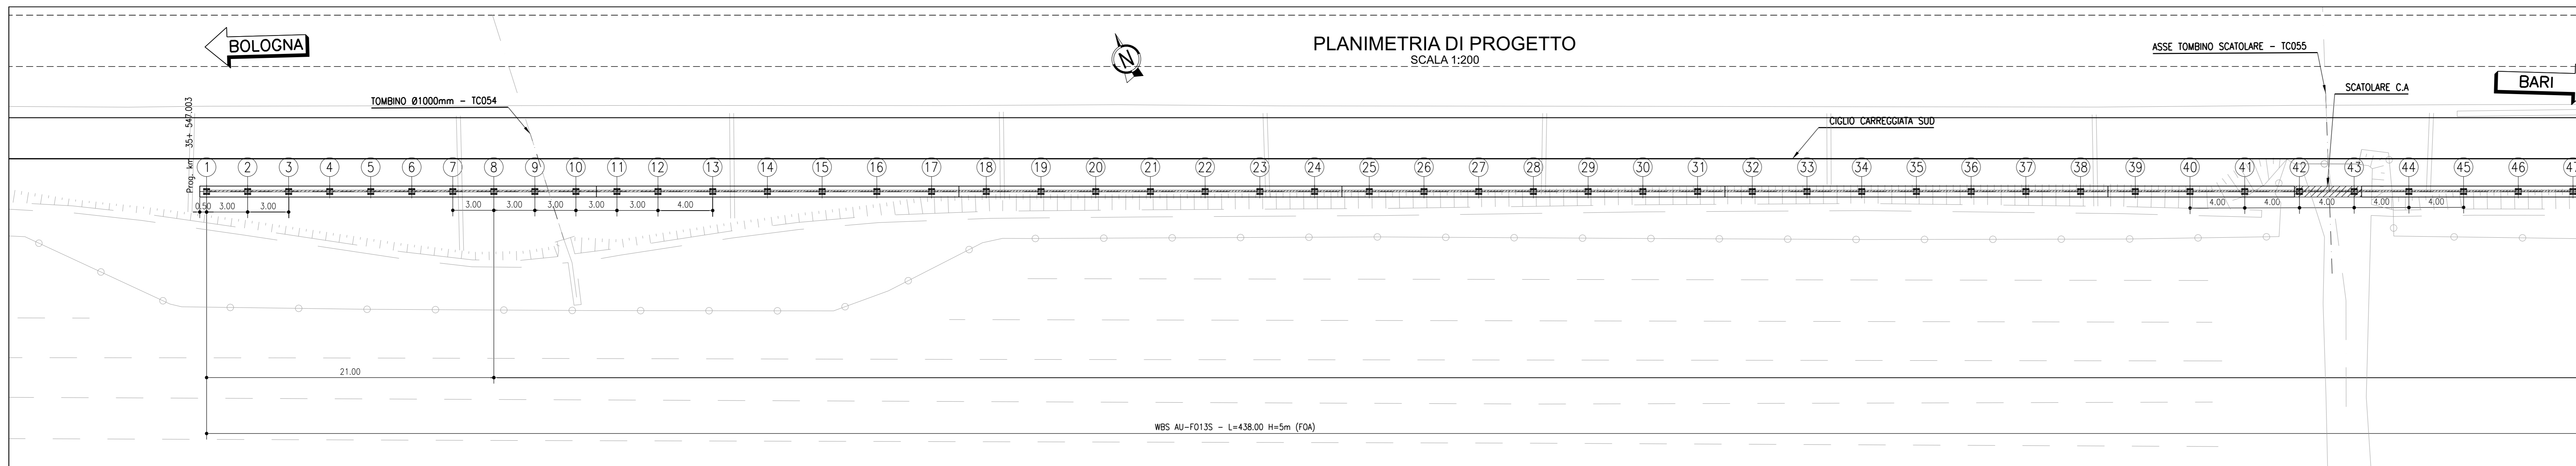 BOLOGNA
N
PLANIMETRIA DI PROGETTO
SCALA 1:200
ASSE TOMBINO SCATOLARE - TC055
SCATOLARE C.A
BARI
TOMBINO Ø1000mm - TC054
CIGLIO CARREGGIATA SUD
Prog. km 35+ 547.003
1 2 3 4 5 6 7 8 9 10 11 12 13 14 15 16 17 18 19 20 21 22 23 24 25 26 27 28 29 30 31 32 33 34 35 36 37 38 39 40 41 42 43 44 45 46 47
0.50 3.00 3.00 3.00 3.00 3.00 3.00 3.00 4.00 4.00 4.00 4.00 4.00 4.00
21.00
WBS AU-FO13S - L=438.00 H=5m (FOA)